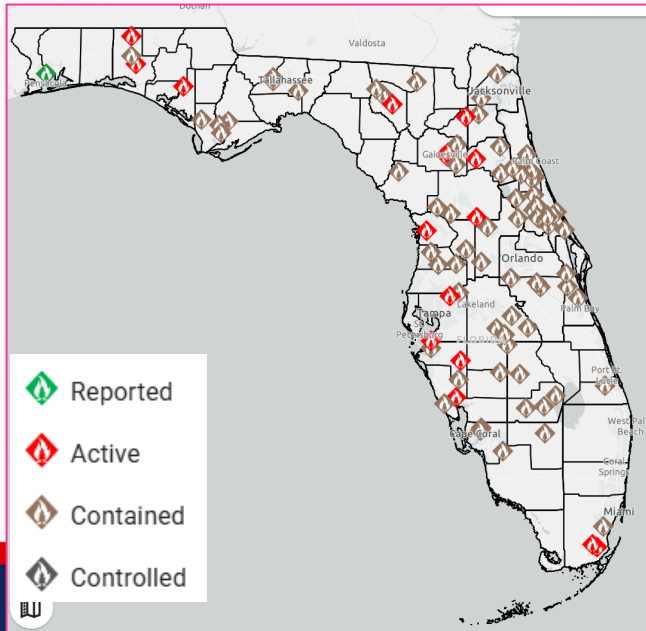 Dothan
Valdosta
Pensacola
Tallahassee
Jacksonville
Gainesville
Palm Coast
Orlando
Lakeland
Tampa
St.
Petersburg
FLORIDA
Palm Bay
Port St.
Lucie
Cape Coral
West Palm
Beach
Coral
Springs
Miami
Reported
Active
Contained
Controlled